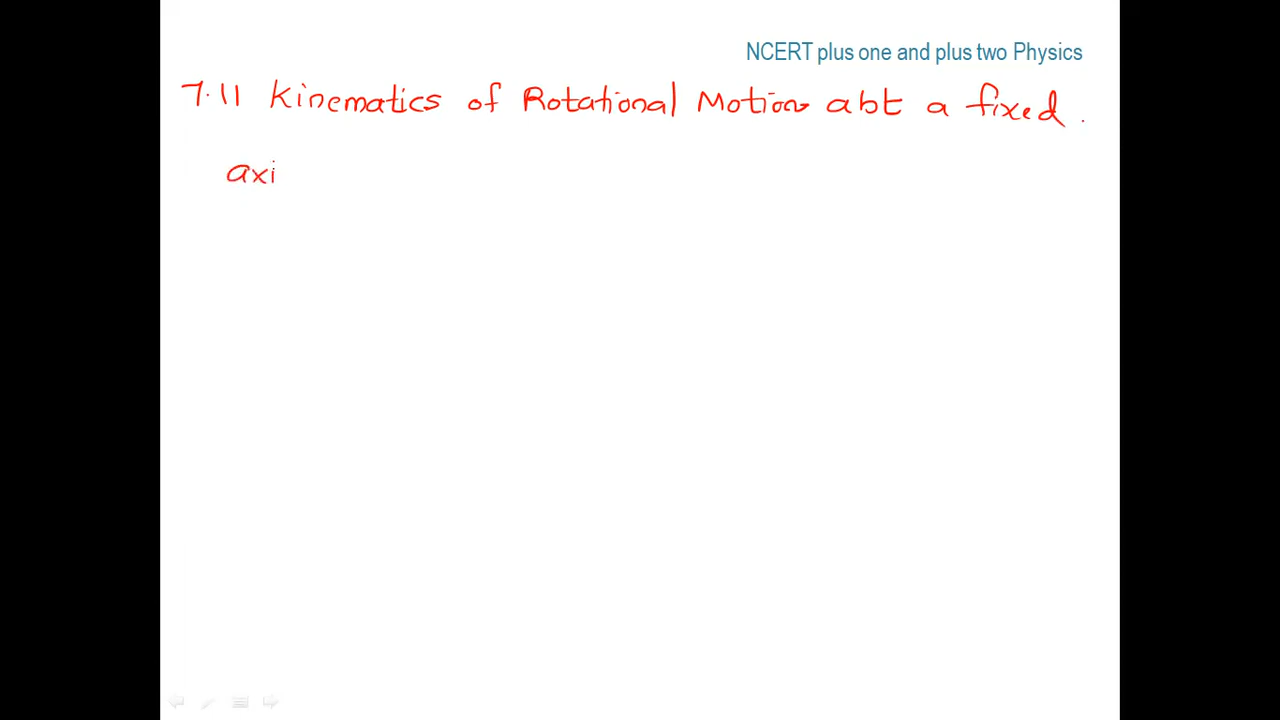 NCERT plus one and plus two Physics
7.11 Kinematics of Rotational Motion abt a fixed .
axi